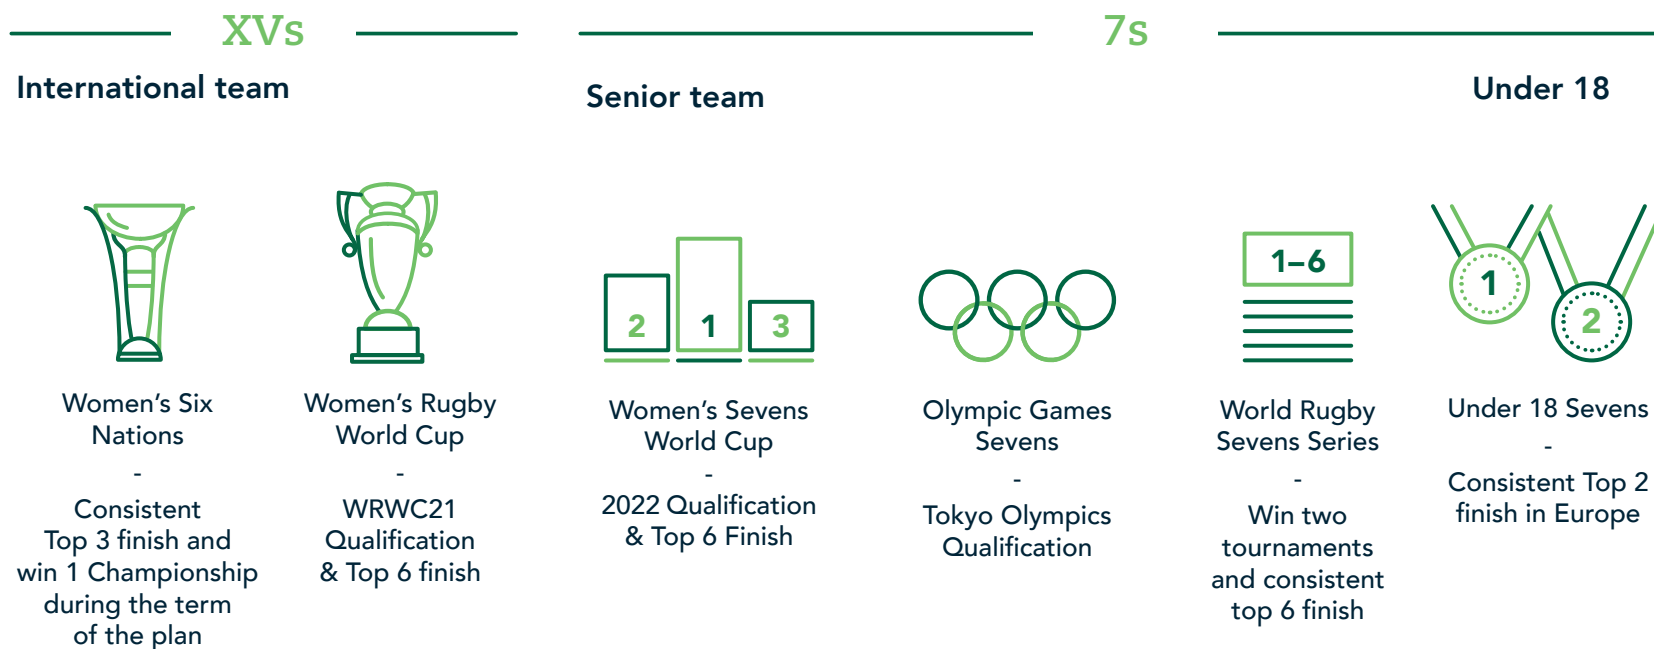 XVs
International team
Women's Six
Nations
-
Consistent
Top 3 finish and
win 1 Championship
during the term
of the plan
Women's Rugby
World Cup
-
WRWC21
Qualification
& Top 6 finish
7s
Senior team
2
1
3
Women's Sevens
World Cup
-
2022 Qualification
& Top 6 Finish
Olympic Games
Sevens
-
Tokyo Olympics
Qualification
1–6
World Rugby
Sevens Series
-
Win two
tournaments
and consistent
top 6 finish
Under 18
1
2
Under 18 Sevens
-
Consistent Top 2
finish in Europe